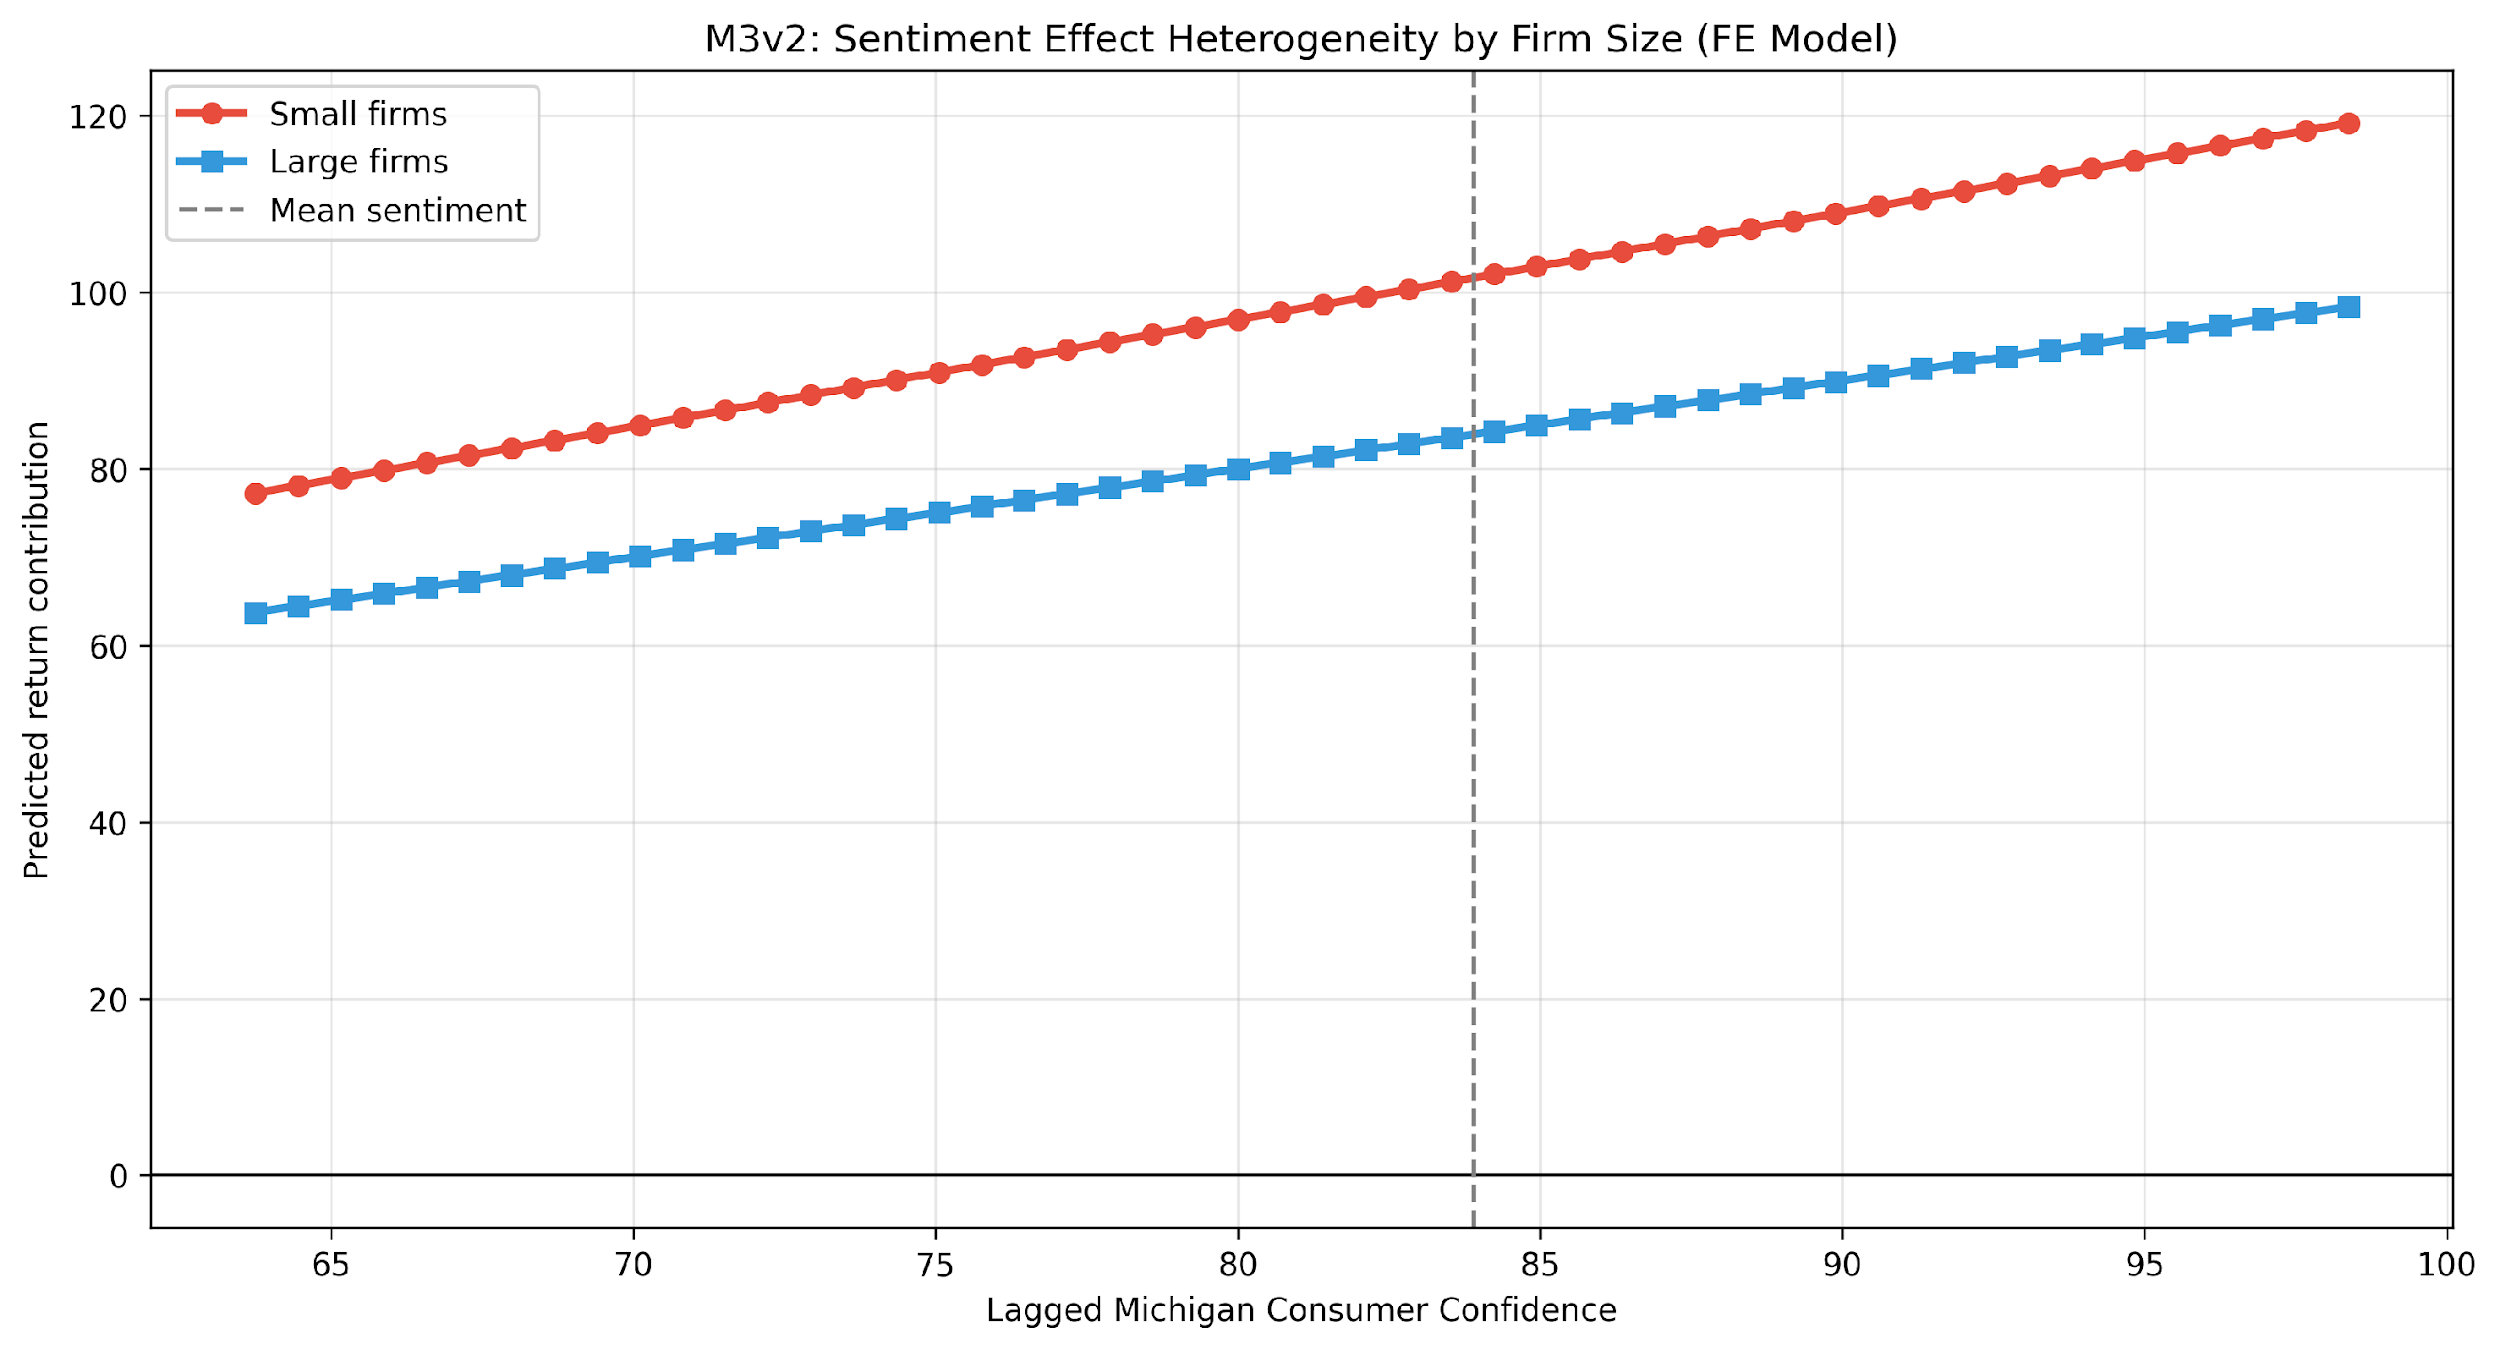 M3v2: Sentiment Effect Heterogeneity by Firm Size (FE Model)
Small firms
Large firms
Mean sentiment
Predicted return contribution
120
100
80
60
40
20
0
65 70 75 80 85 90 95 100
Lagged Michigan Consumer Confidence